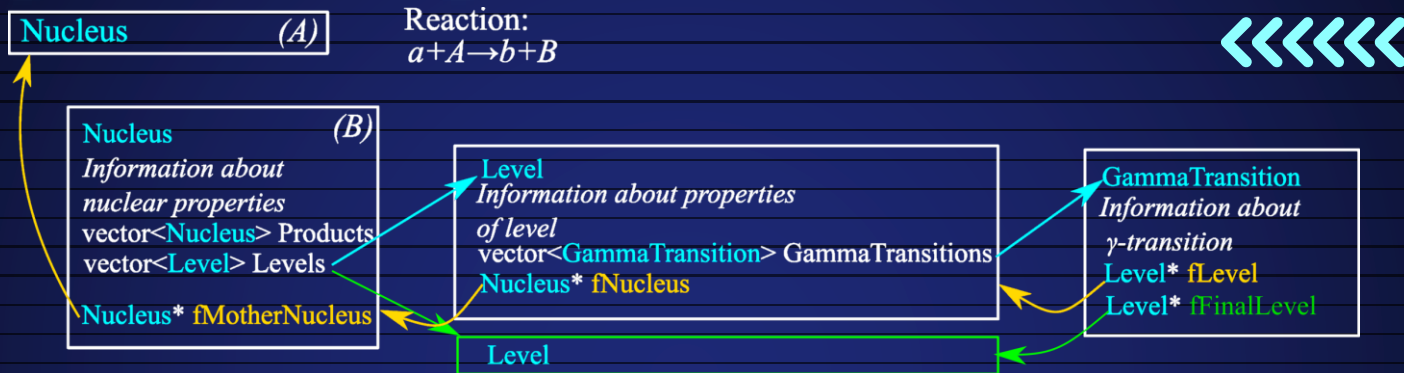 Nucleus (A)
Reaction:
a+A→b+B
Nucleus (B)
Information about
nuclear properties
vector<Nucleus> Products
vector<Level> Levels
Nucleus* fMotherNucleus
Level
Information about properties
of level
vector<GammaTransition> GammaTransitions
Nucleus* fNucleus
GammaTransition
Information about
γ-transition
Level* fLevel
Level* fFinalLevel
Level